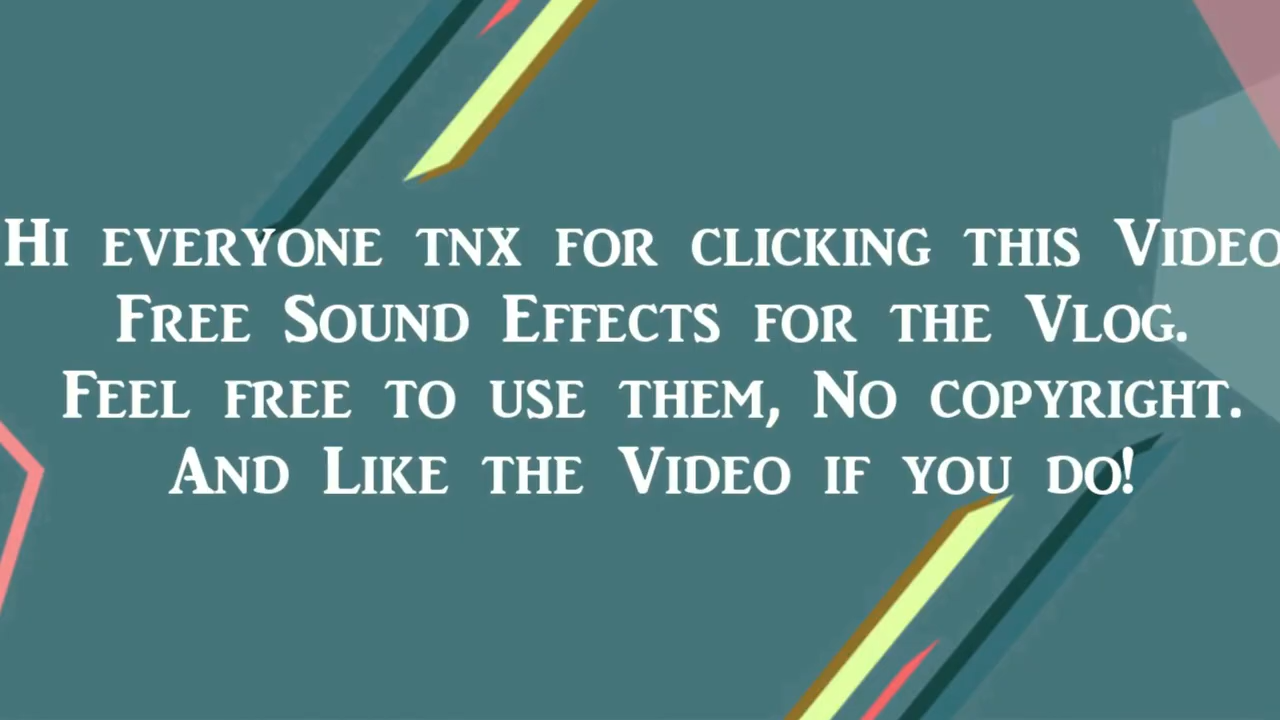 Hi everyone tnx for clicking this Video
Free Sound Effects for the Vlog.
Feel free to use them, No copyright.
And Like the Video if you do!